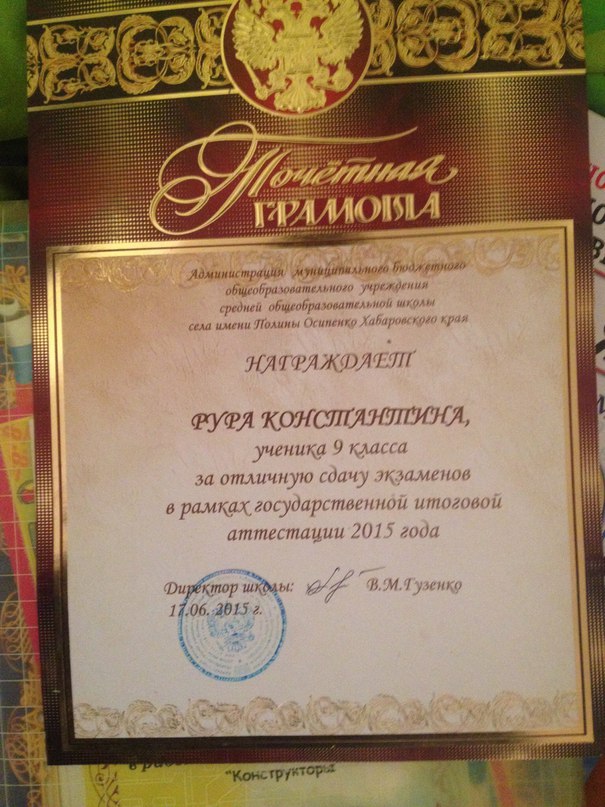 Почётная
ГРАМОТА
Администрация муниципального бюджетного
общеобразовательного учреждения
средней общеобразовательной школы
села имени Полины Осипенко Хабаровского края
НАГРАЖДАЕТ
РУРА КОНСТАНТИНА,
ученика 9 класса
за отличную сдачу экзаменов
в рамках государственной итоговой
аттестации 2015 года
Директор школы: В.М.Гузенко
17.06. 2015 г.
"Конструкторы